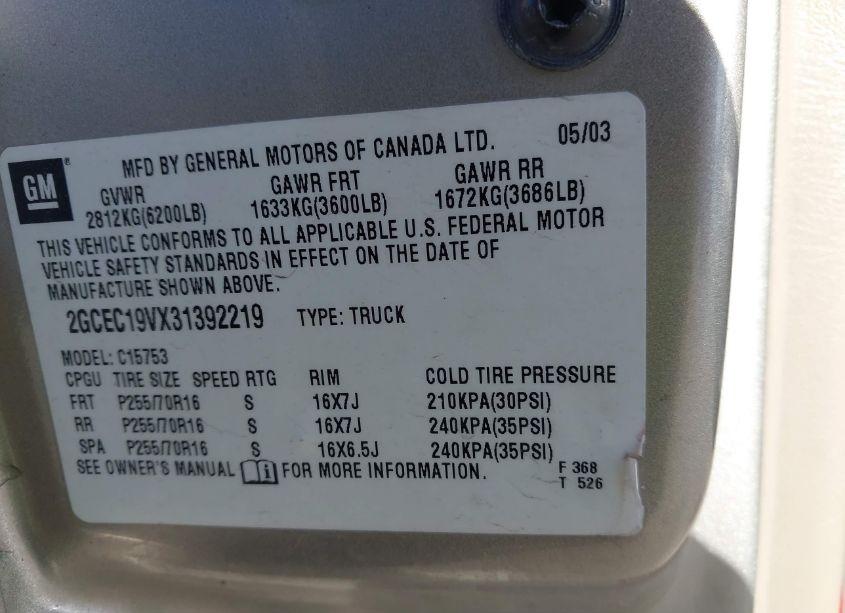 GM
MFD BY GENERAL MOTORS OF CANADA LTD. 05/03
GVWR GAWR FRT GAWR RR
2812KG(6200LB) 1633KG(3600LB) 1672KG(3686LB)
THIS VEHICLE CONFORMS TO ALL APPLICABLE U.S. FEDERAL MOTOR
VEHICLE SAFETY STANDARDS IN EFFECT ON THE DATE OF
MANUFACTURE SHOWN ABOVE.
2GCEC19VX31392219 TYPE: TRUCK
MODEL: C15753
CPGU TIRE SIZE SPEED RTG RIM COLD TIRE PRESSURE
FRT P255/70R16 S 16X7J 210KPA(30PSI)
RR P255/70R16 S 16X7J 240KPA(35PSI)
SPA P255/70R16 S 16X6.5J 240KPA(35PSI)
SEE OWNER'S MANUAL FOR MORE INFORMATION.
F 368
T 526